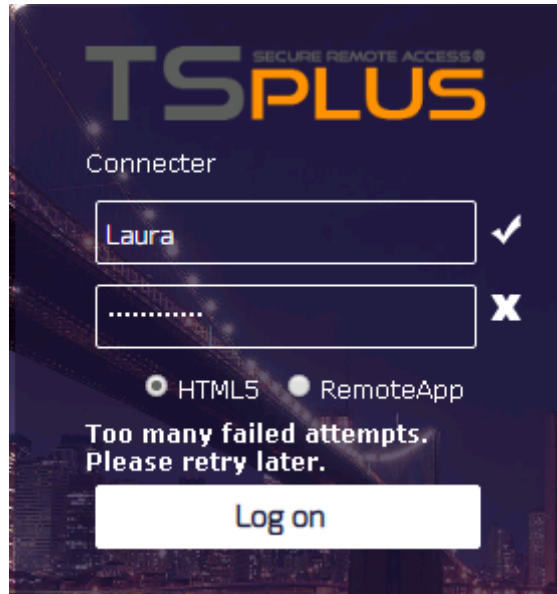 SECURE REMOTE ACCESS®
TSPLUS
Connecter
Laura
............
HTML5 RemoteApp
Too many failed attempts.
Please retry later.
Log on